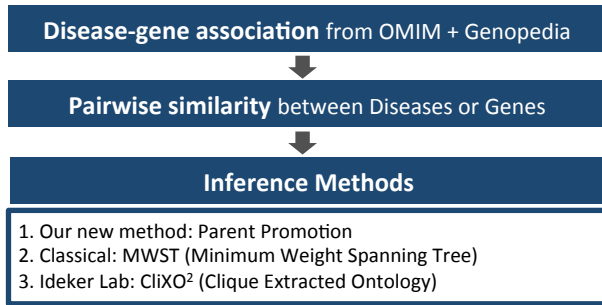 Disease-gene association from OMIM + Genopedia
Pairwise similarity between Diseases or Genes
Inference Methods
1. Our new method: Parent Promotion
2. Classical: MWST (Minimum Weight Spanning Tree)
3. Ideker Lab: CliXO² (Clique Extracted Ontology)